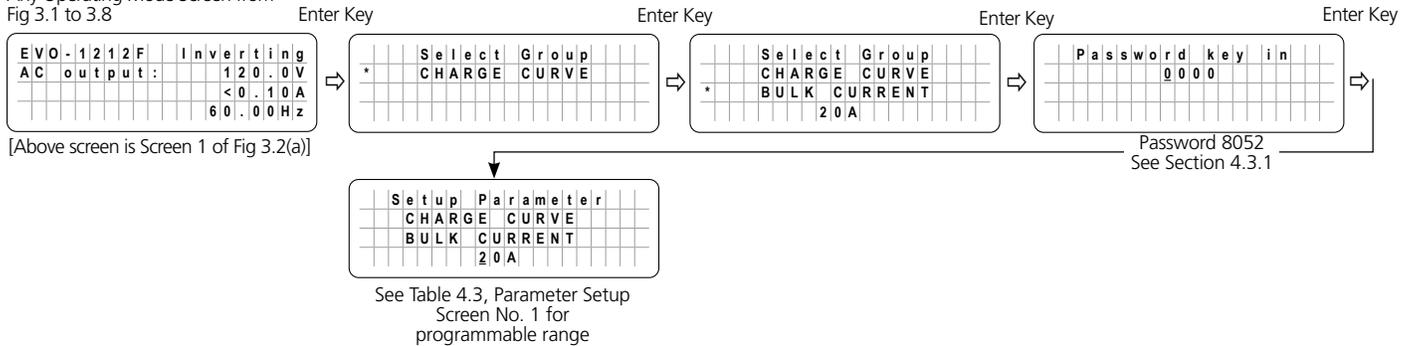 Fig 3.1 to 3.8
Enter Key
Enter Key
Enter Key
Enter Key
EVO-1212F Inverting
AC output: 120.0V
<0.10A
60.00Hz
[Above screen is Screen 1 of Fig 3.2(a)]
Select Group
* CHARGE CURVE
Select Group
CHARGE CURVE
* BULK CURRENT
20A
Password key in
0000
Password 8052
See Section 4.3.1
Setup Parameter
CHARGE CURVE
BULK CURRENT
20A
See Table 4.3, Parameter Setup
Screen No. 1 for
programmable range